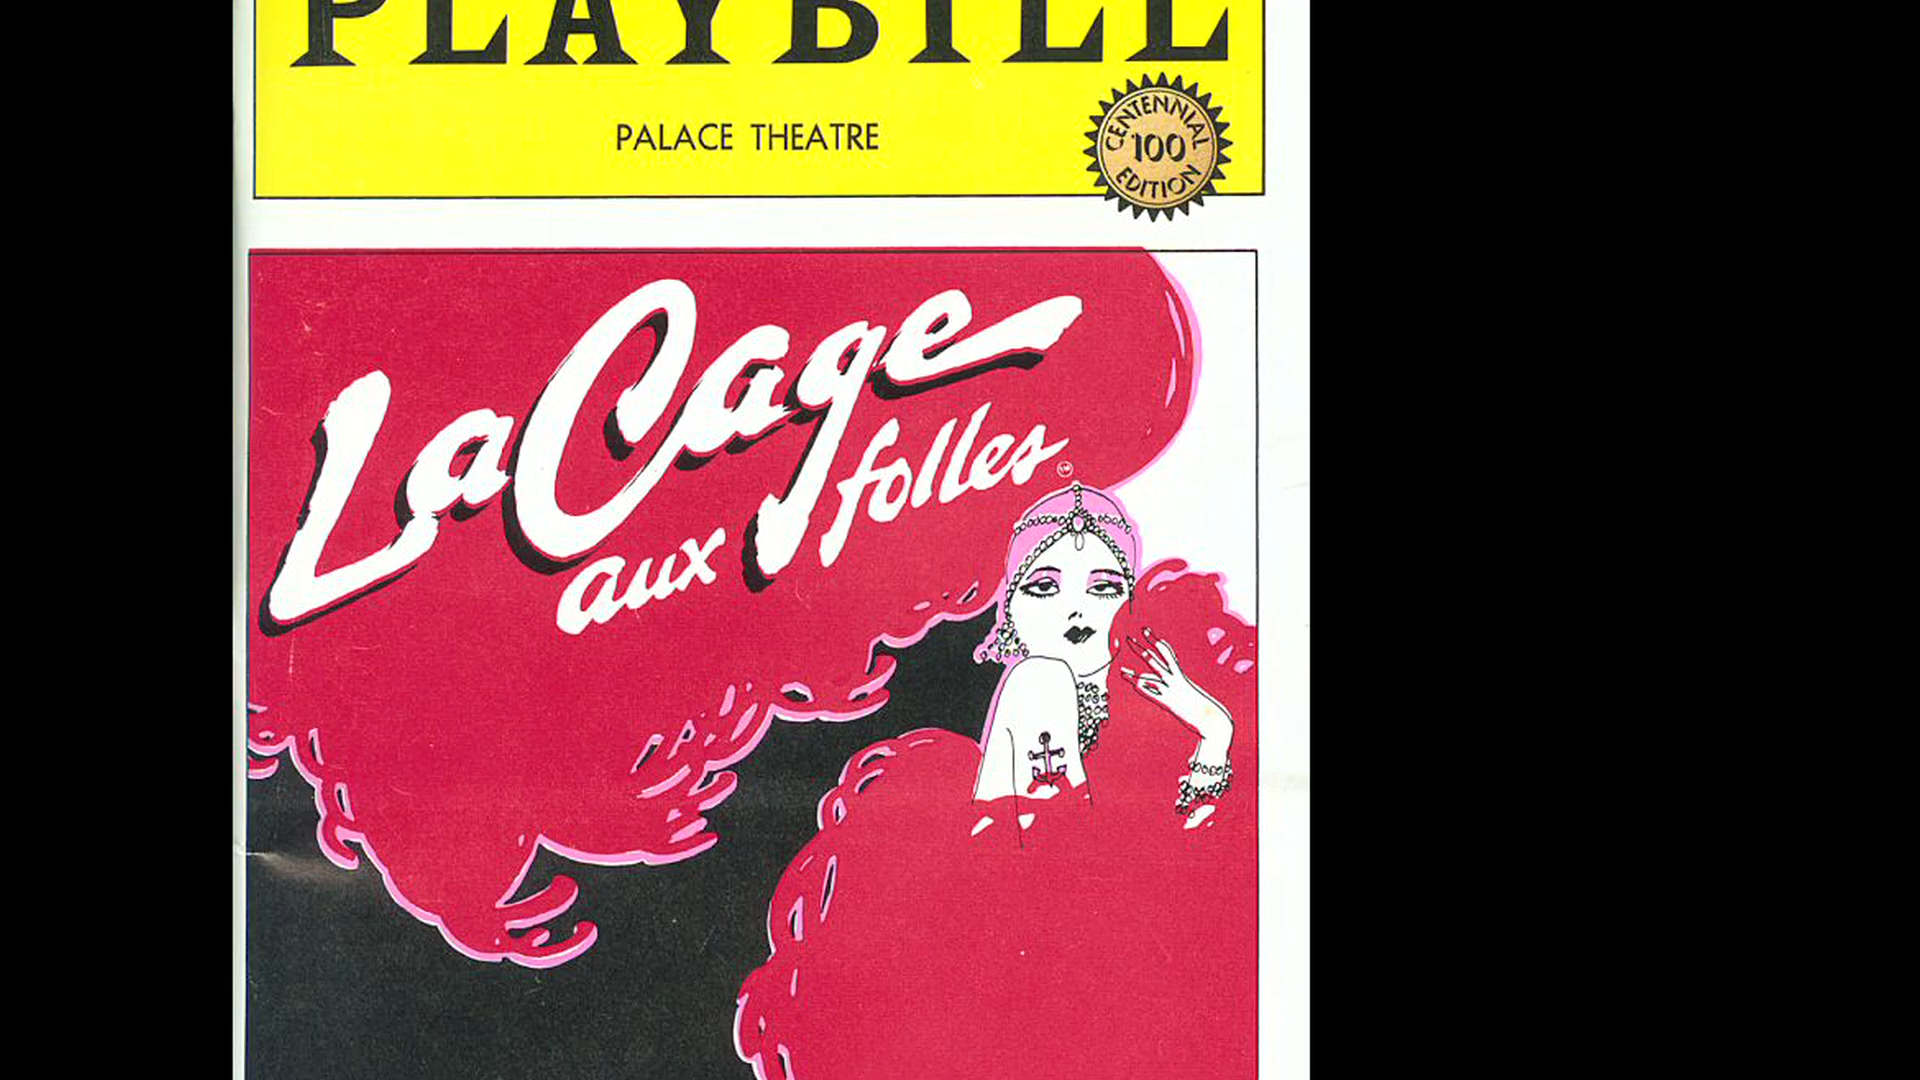 PLAYBILL
PALACE THEATRE
CENTENNIAL
100
EDITION
La Cage
aux folles